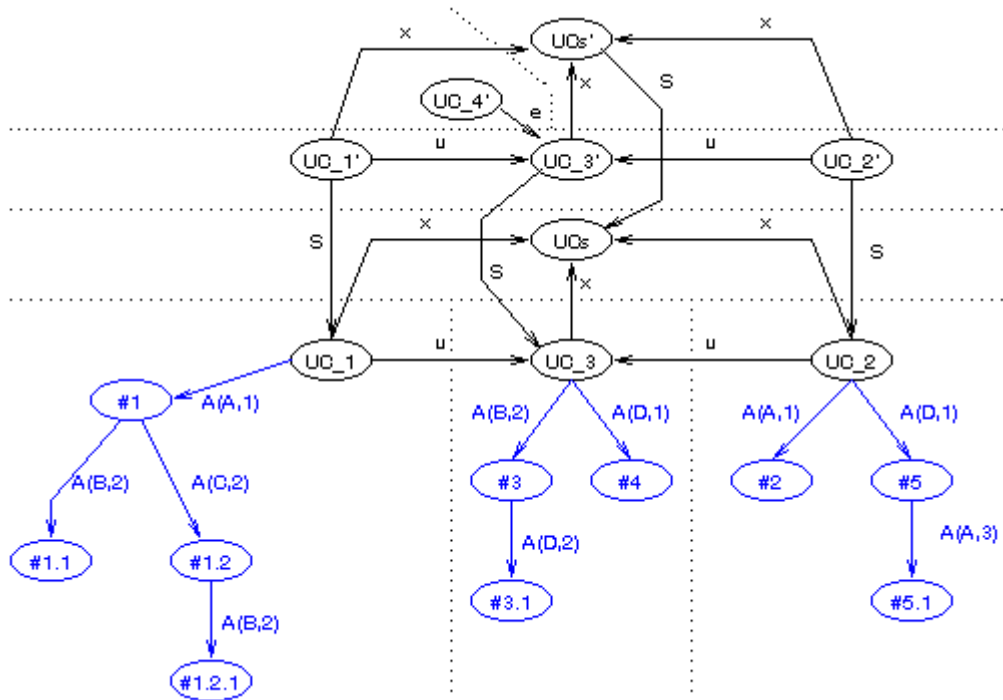 x
UCs'
x
S
UC_4'
x
e
UC_1'
u
UC_3'
u
UC_2'
S
x
UCs
x
S
S
x
UC_1
u
UC_3
u
UC_2
#1
A(A,1)
A(B,2)
A(D,1)
A(A,1)
A(D,1)
A(B,2)
A(C,2)
#3
#4
#2
#5
#1.1
#1.2
A(D,2)
A(A,3)
#3.1
#5.1
A(B,2)
#1.2.1